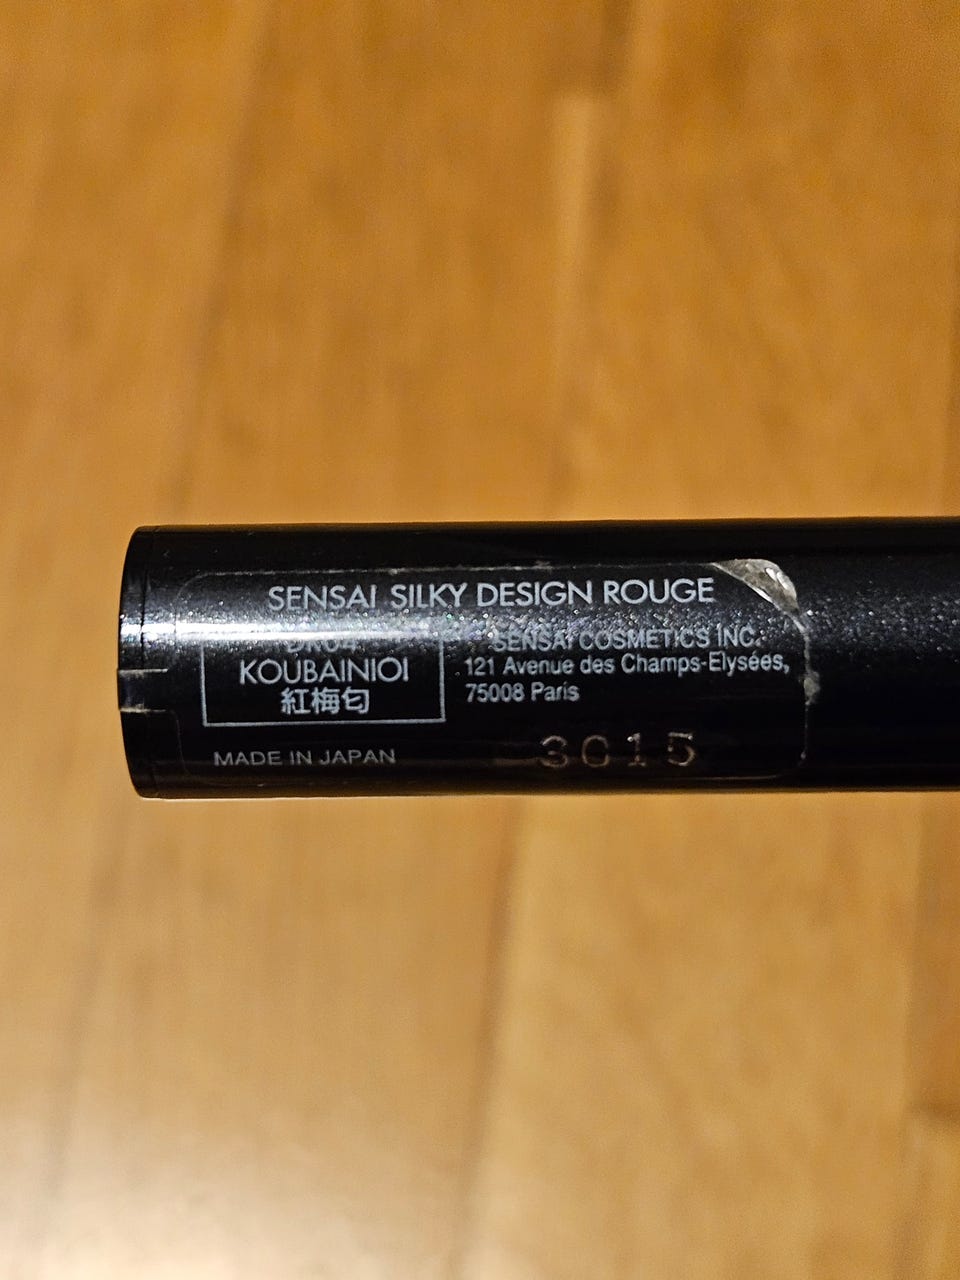 SENSAI SILKY DESIGN ROUGE
DR04
KOUBAINIOI
紅梅匂
SENSAI COSMETICS INC.
121 Avenue des Champs-Elysées,
75008 Paris
MADE IN JAPAN
3015